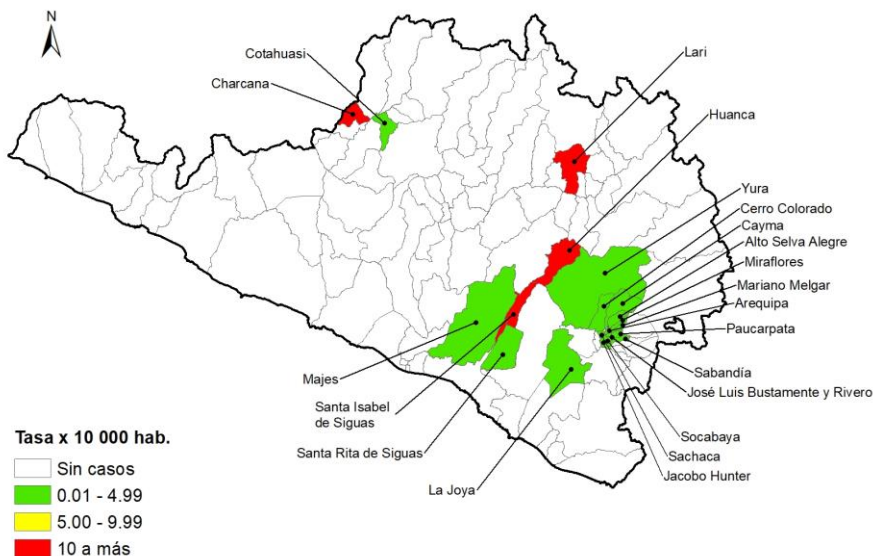 N
Cotahuasi
Charcana
Lari
Huanca
Yura
Cerro Colorado
Cayma
Alto Selva Alegre
Miraflores
Mariano Melgar
Arequipa
Paucarpata
Sabandía
José Luis Bustamente y Rivero
Socabaya
Sachaca
Jacobo Hunter
Majes
Santa Isabel
de Siguas
Santa Rita de Siguas
La Joya
Tasa x 10 000 hab.
Sin casos
0.01 - 4.99
5.00 - 9.99
10 a más